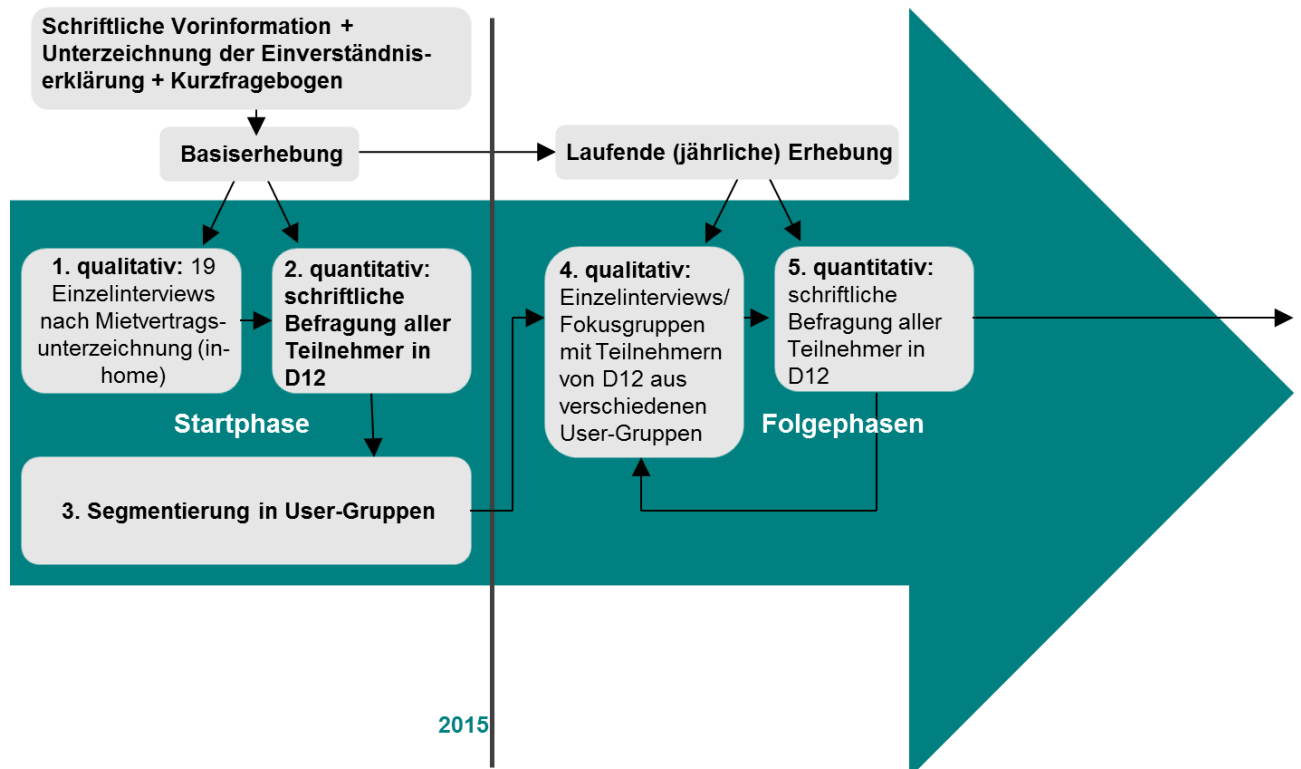 Schriftliche Vorinformation +
Unterzeichnung der Einverständnis-
erklärung + Kurzfragebogen
Basiserhebung
Laufende (jährliche) Erhebung
1. qualitativ: 19
Einzelinterviews
nach Mietvertrags-
unterzeichnung (in-
home)
2. quantitativ:
schriftliche
Befragung aller
Teilnehmer in
D12
Startphase
3. Segmentierung in User-Gruppen
4. qualitativ:
Einzelinterviews/
Fokusgruppen
mit Teilnehmern
von D12 aus
verschiedenen
User-Gruppen
5. quantitativ:
schriftliche
Befragung aller
Teilnehmer in
D12
Folgephasen
2015